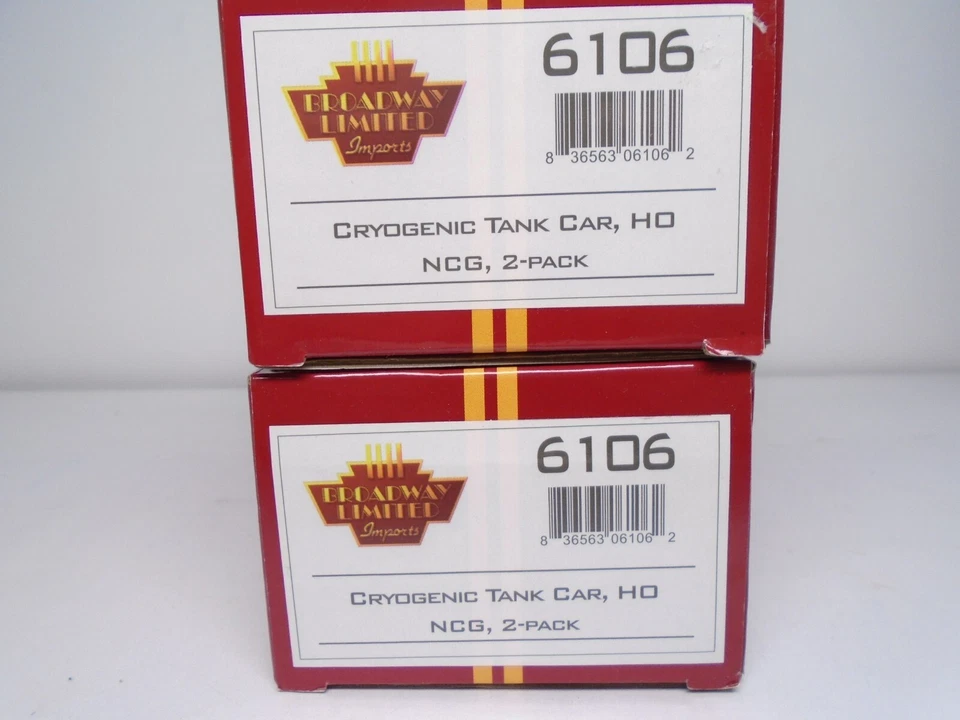 BROADWAY
LIMITED
Imports
6106
8 36563 06106 2
CRYOGENIC TANK CAR, HO
NCG, 2-PACK
BROADWAY
LIMITED
Imports
6106
8 36563 06106 2
CRYOGENIC TANK CAR, HO
NCG, 2-PACK